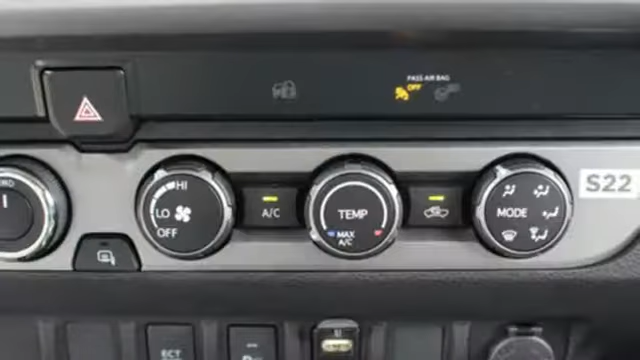 PASS AIR BAG
OFF
HI
LO
OFF
A/C
TEMP
MAX
A/C
MODE
S22
ECT